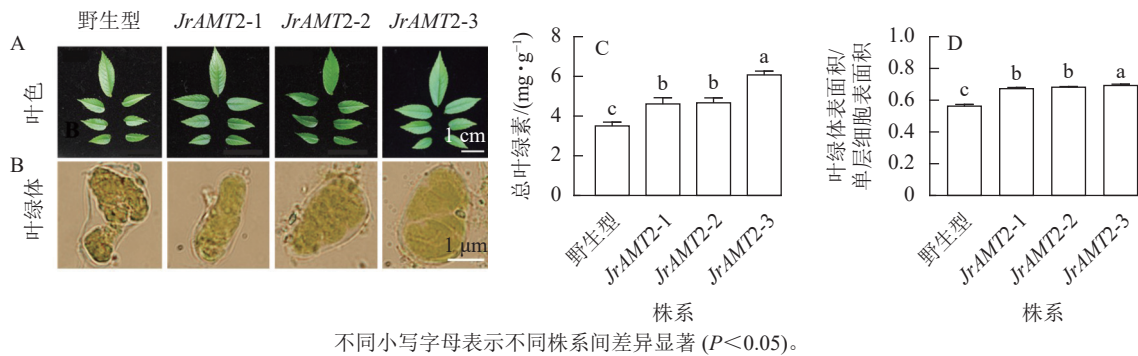 野生型 JrAMT2-1 JrAMT2-2 JrAMT2-3
A
叶色
B
1 cm
B
叶绿体
1 μm
C
总叶绿素/(mg·g⁻¹)
8
6
4
2
0
c
b
b
a
野生型
JrAMT2-1
JrAMT2-2
JrAMT2-3
株系
D
叶绿体表面积/
单层细胞表面积
1.0
0.8
0.6
0.4
0.2
0
c
b
b
a
野生型
JrAMT2-1
JrAMT2-2
JrAMT2-3
株系
不同小写字母表示不同株系间差异显著 (P<0.05)。